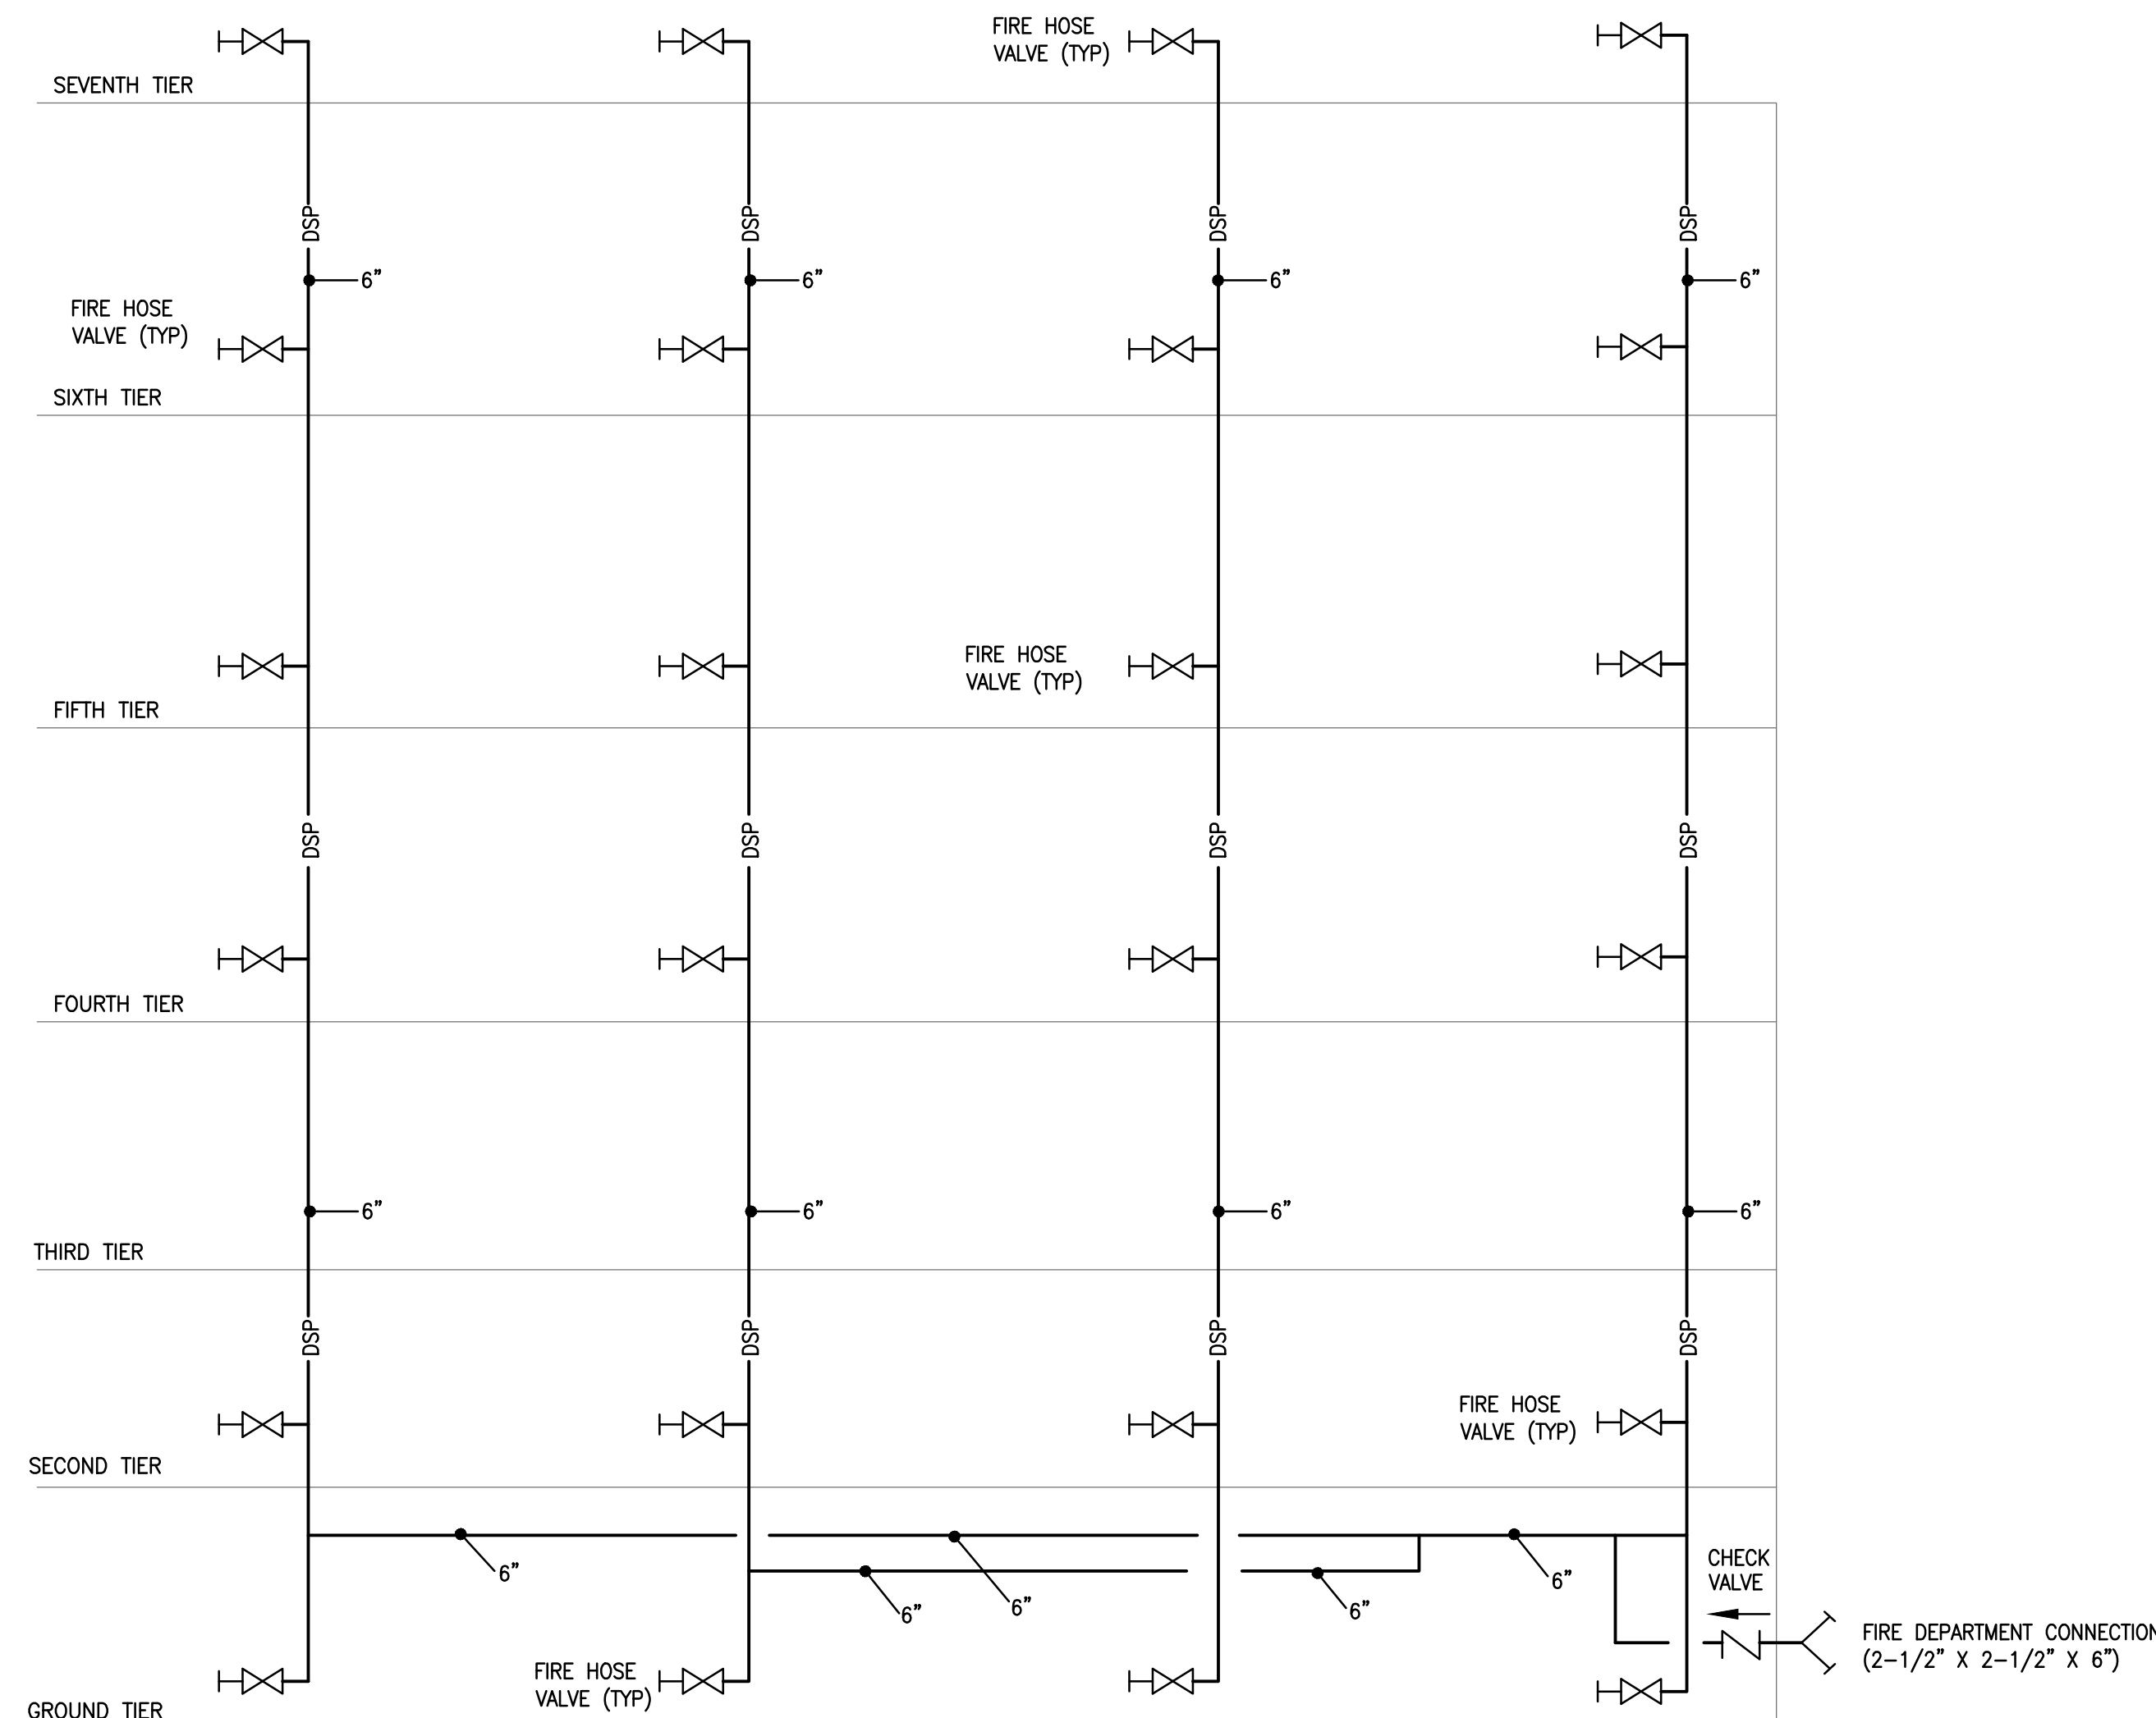 FIRE HOSE
VALVE (TYP)
SEVENTH TIER
DSP
DSP
DSP
DSP
6”
6”
6”
6”
FIRE HOSE
VALVE (TYP)
SIXTH TIER
FIRE HOSE
VALVE (TYP)
FIFTH TIER
DSP
DSP
DSP
DSP
FOURTH TIER
6”
6”
6”
6”
THIRD TIER
DSP
DSP
DSP
DSP
FIRE HOSE
VALVE (TYP)
SECOND TIER
CHECK
VALVE
6”
6”
6”
6”
6”
FIRE DEPARTMENT CONNECTION
(2-1/2” X 2-1/2” X 6”)
FIRE HOSE
VALVE (TYP)
GROUND TIER